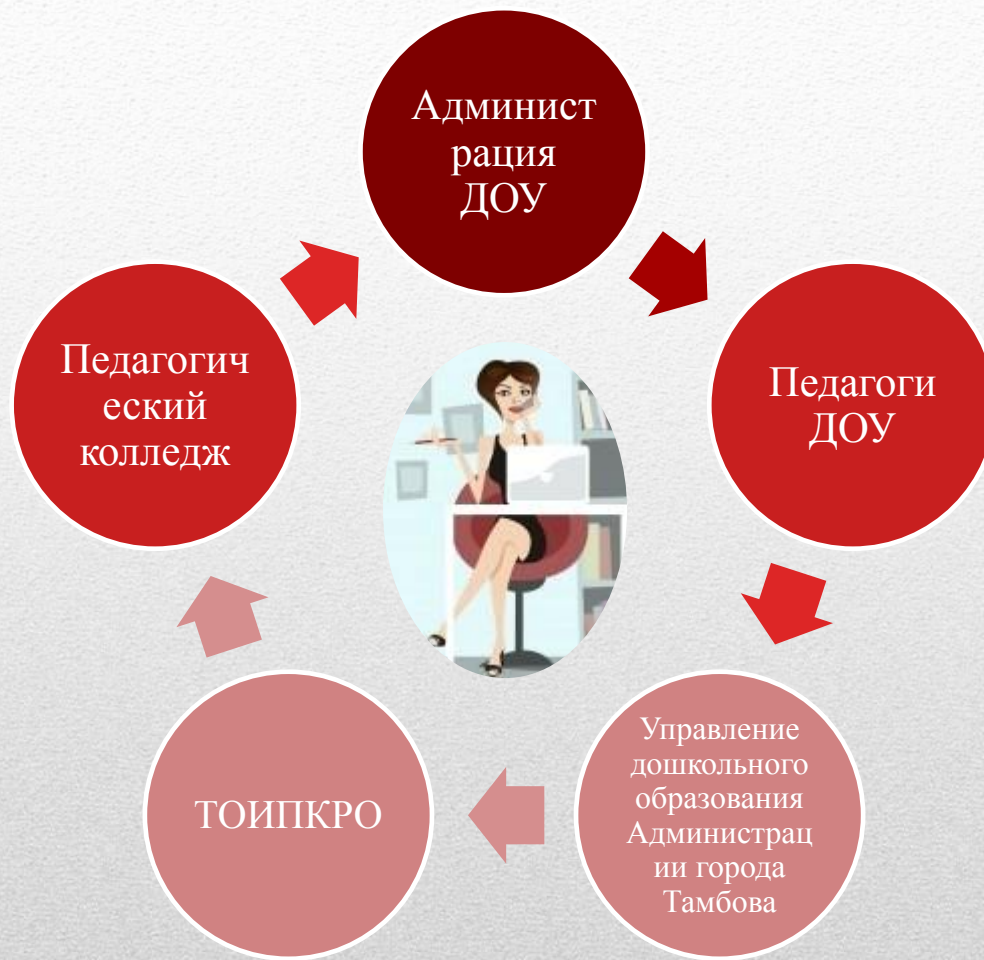 Админист
рация
ДОУ
Педагогич
еский
колледж
Педагоги
ДОУ
ТОИПКРО
Управление
дошкольного
образования
Администрац
ии города
Тамбова